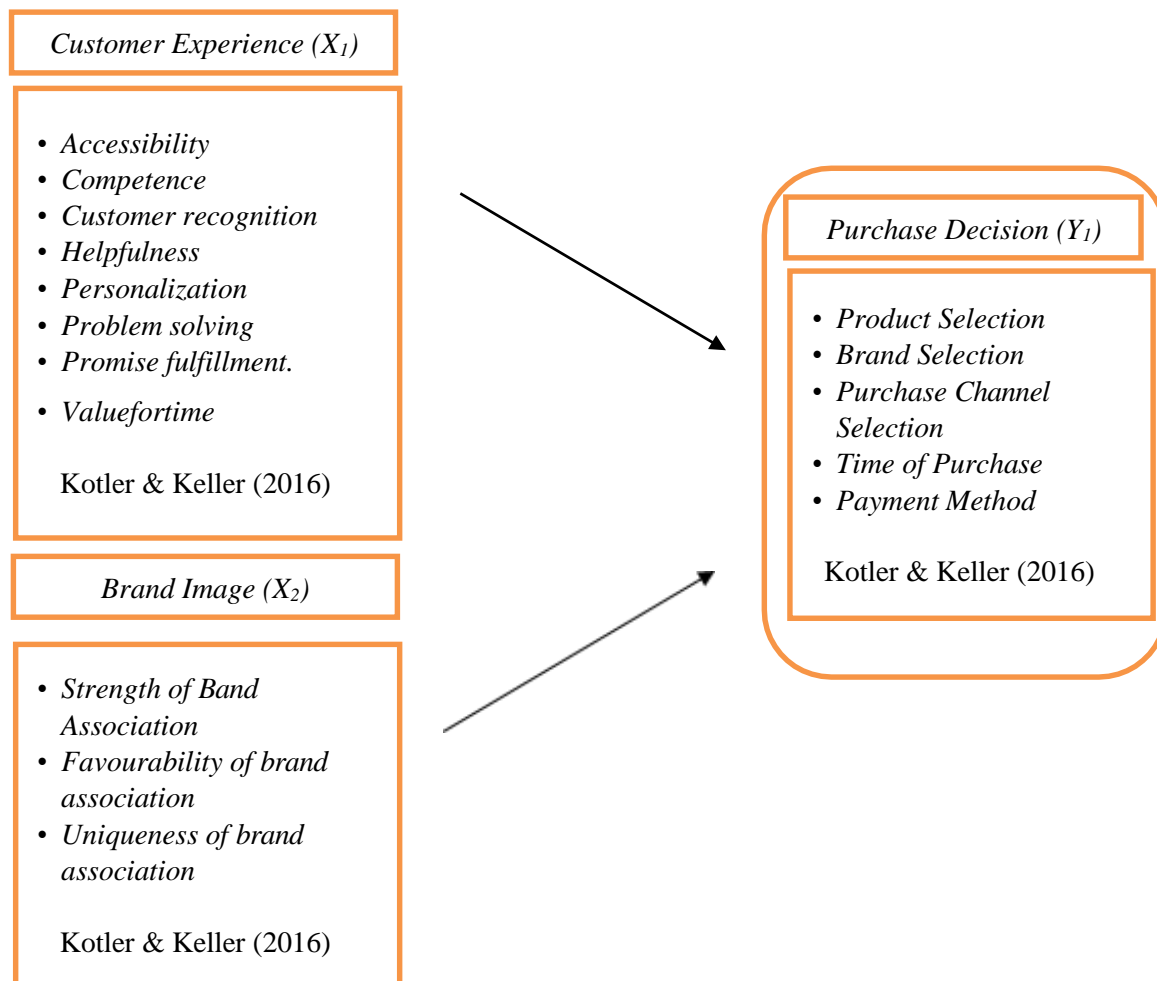 Customer Experience (X₁)
• Accessibility
• Competence
• Customer recognition
• Helpfulness
• Personalization
• Problem solving
• Promise fulfillment.
• Valuefortime
Kotler & Keller (2016)
Brand Image (X₂)
• Strength of Band
Association
• Favourability of brand
association
• Uniqueness of brand
association
Kotler & Keller (2016)
Purchase Decision (Y₁)
• Product Selection
• Brand Selection
• Purchase Channel
Selection
• Time of Purchase
• Payment Method
Kotler & Keller (2016)